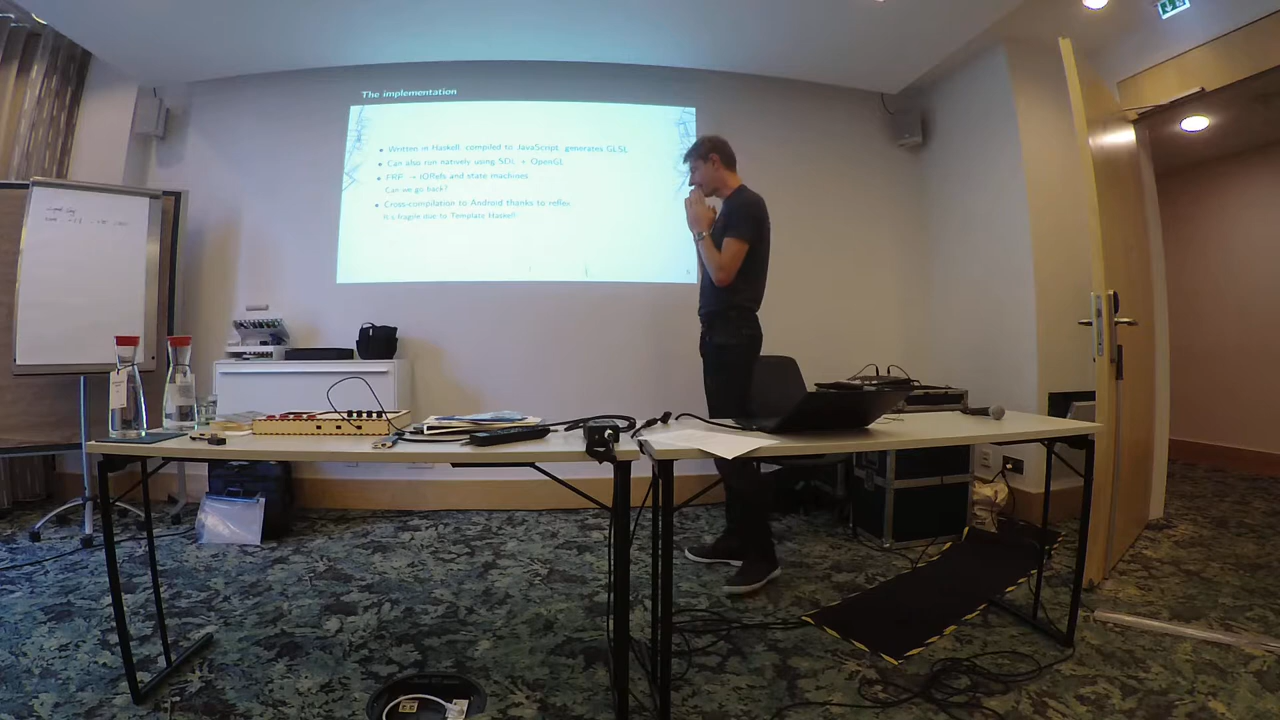 The implementation
Written in Haskell, compiled to JavaScript, generates GLSL
Can also run natively using SDL + OpenGL
FRP → IORefs and state machines
Can we go back?
Cross-compilation to Android thanks to reflex
It is fragile due to Template Haskell